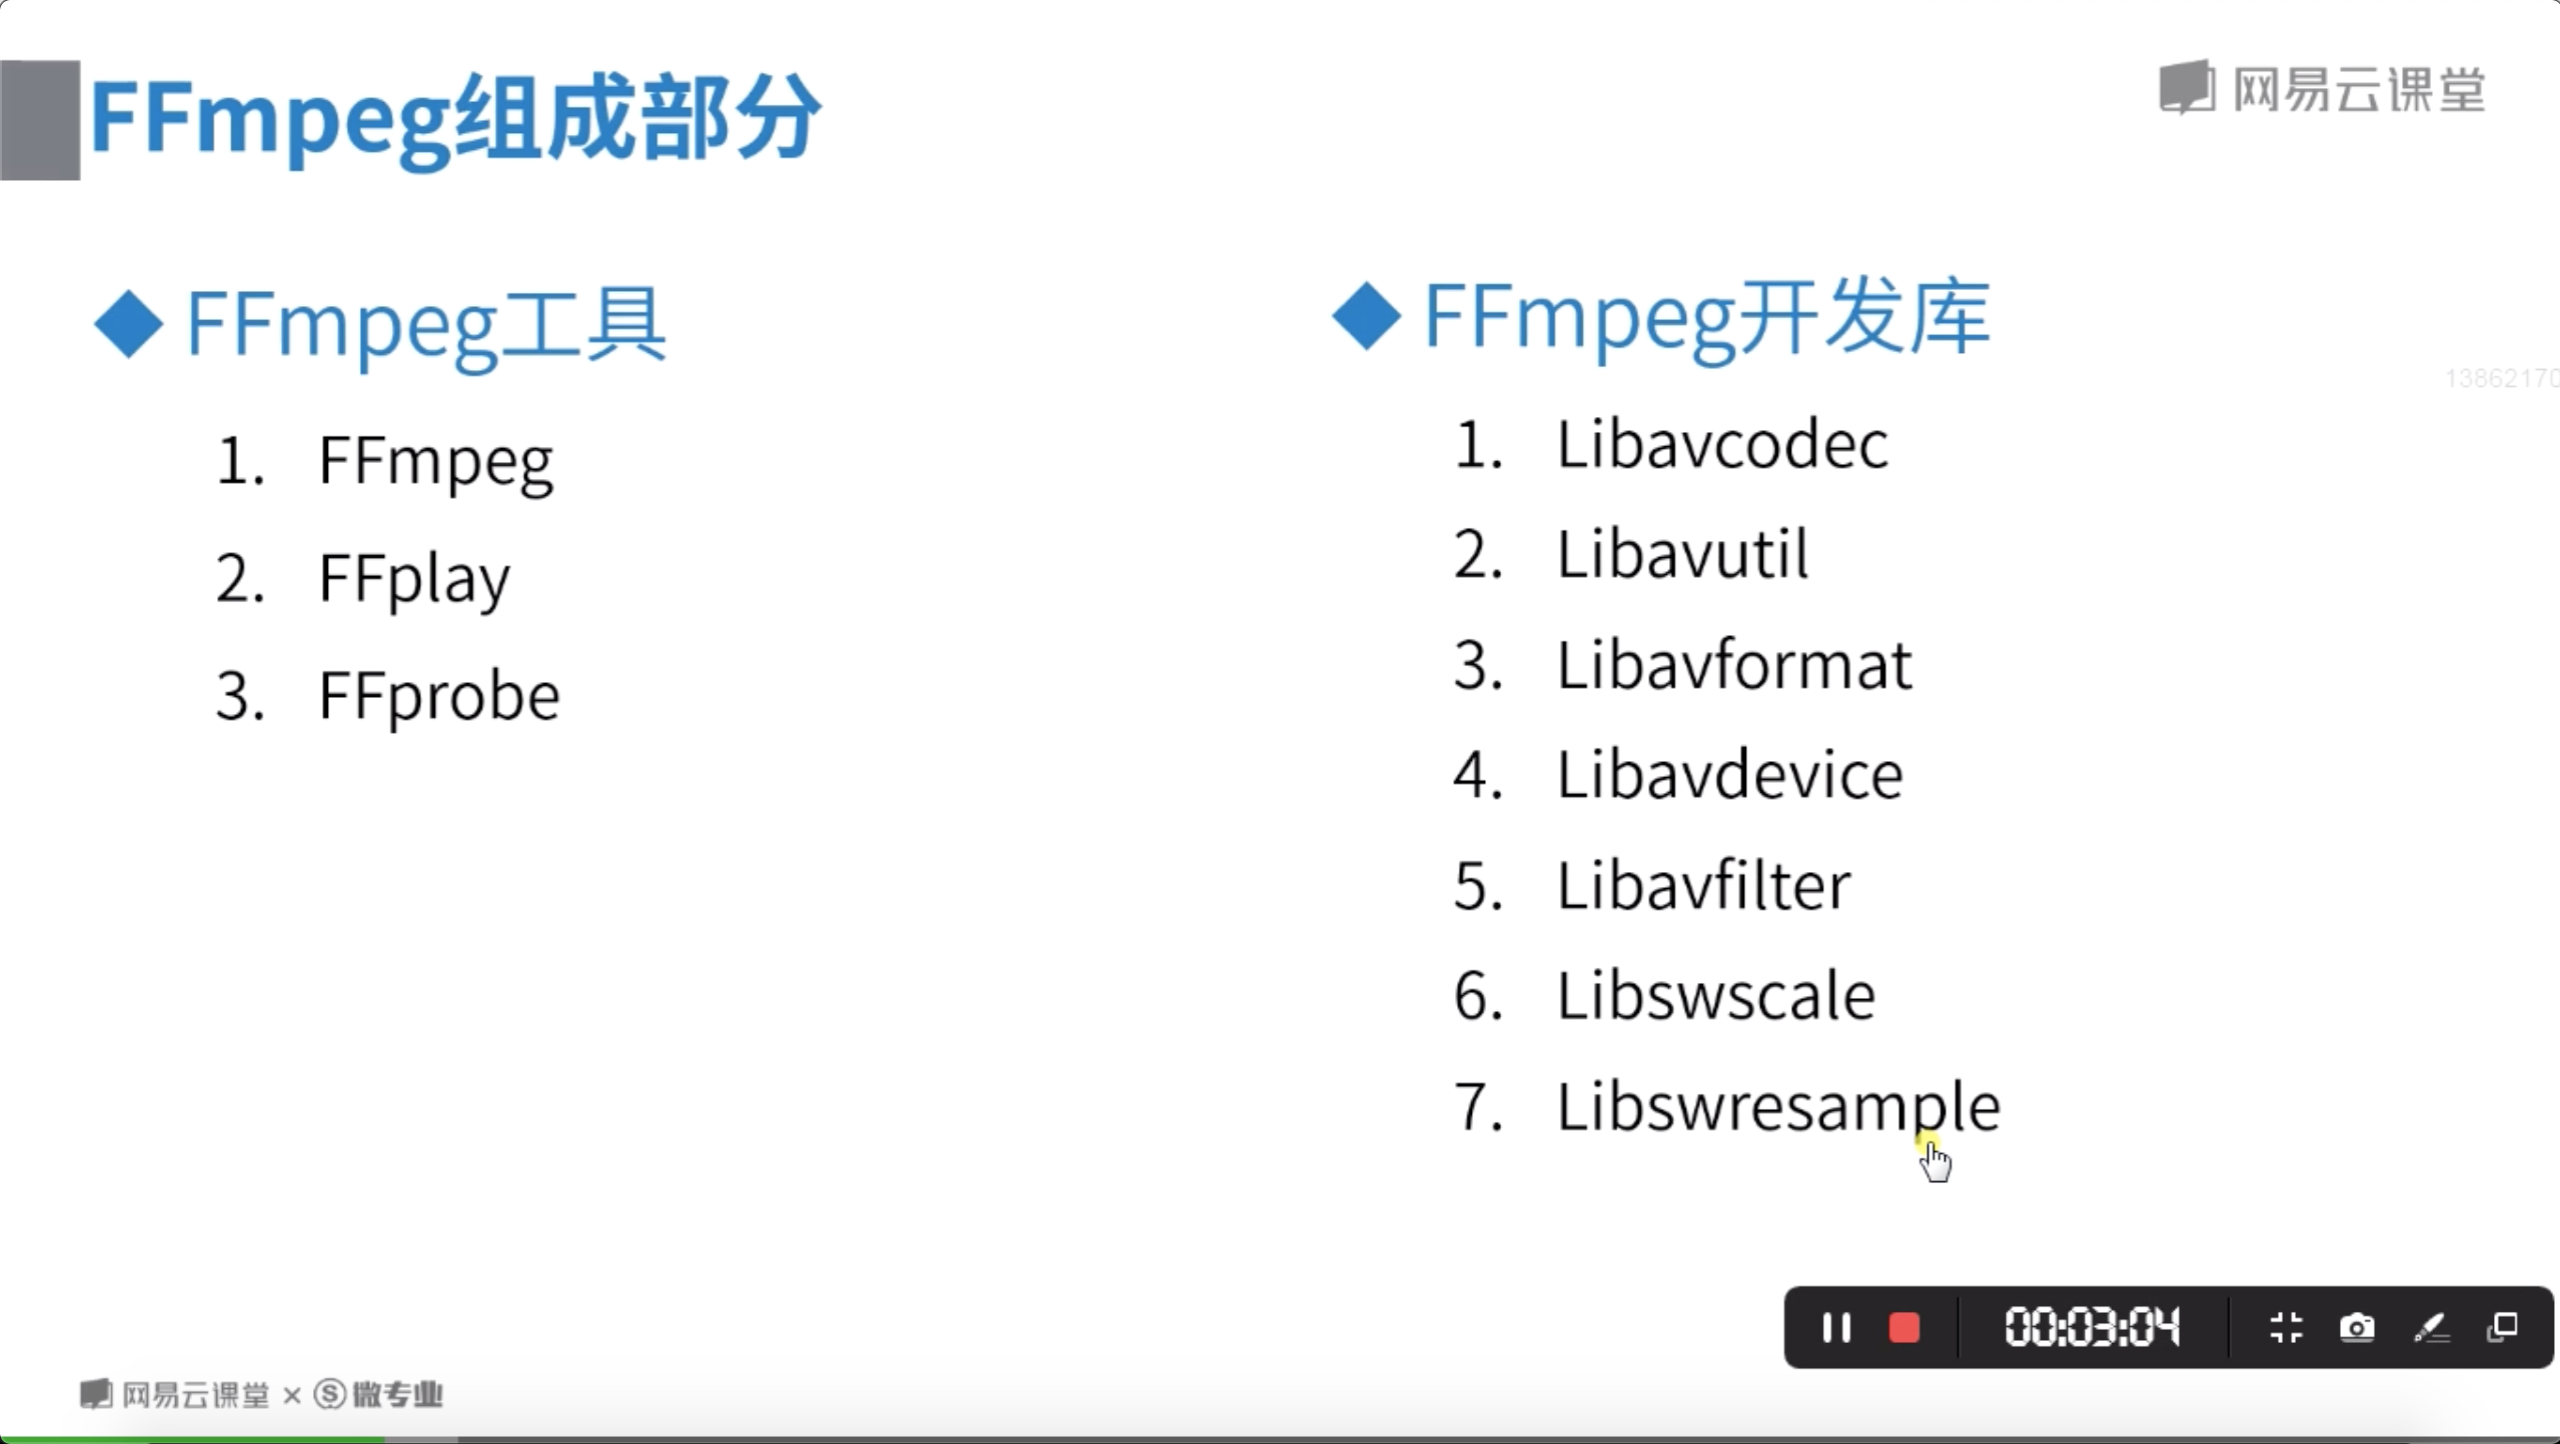 FFmpeg组成部分
网易云课堂
FFmpeg工具
1. FFmpeg
2. FFplay
3. FFprobe
FFmpeg开发库
1. Libavcodec
2. Libavutil
3. Libavformat
4. Libavdevice
5. Libavfilter
6. Libswscale
7. Libswresample
13862170
00:03:04
网易云课堂 × Ⓢ微专业